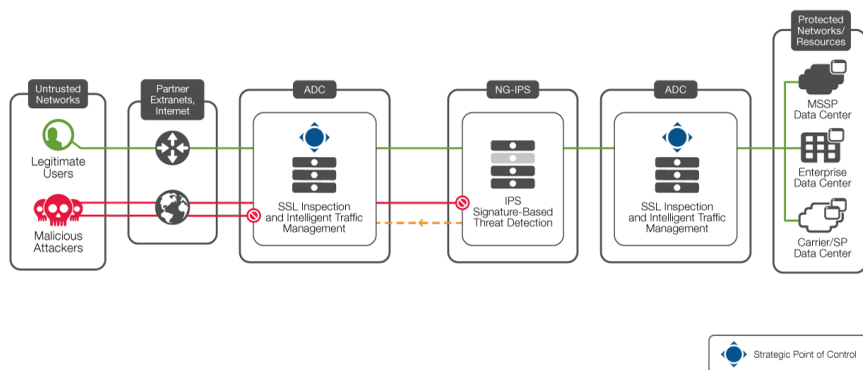 Untrusted
Networks
Legitimate
Users
Malicious
Attackers
Partner
Extranets,
Internet
ADC
SSL Inspection
and Intelligent Traffic
Management
NG-IPS
IPS
Signature-Based
Threat Detection
ADC
SSL Inspection
and Intelligent Traffic
Management
Protected
Networks/
Resources
MSSP
Data Center
Enterprise
Data Center
Carrier/SP
Data Center
Strategic Point of Control